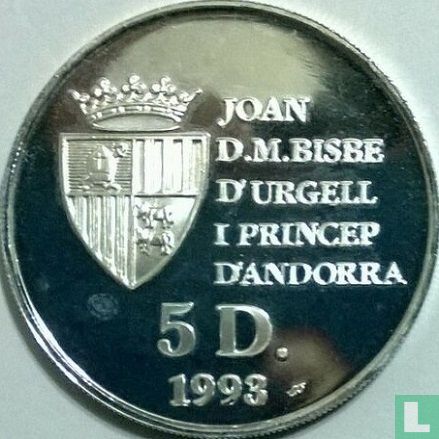 JOAN
D.M.BISBE
D'URGELL
I PRINCEP
D'ANDORRA
5 D.
1993